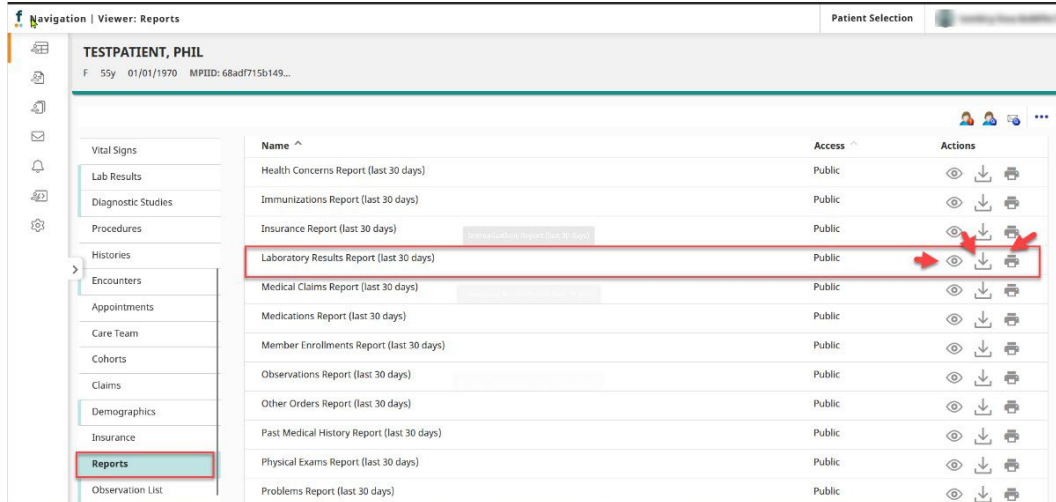 f Navigation | Viewer: Reports Patient Selection
TESTPATIENT, PHIL
F 55y 01/01/1970 MPIID: 68adf715b149...
Vital Signs
Lab Results
Diagnostic Studies
Procedures
Histories
Encounters
Appointments
Care Team
Cohorts
Claims
Demographics
Insurance
Reports
Observation List
Name Access Actions
Health Concerns Report (last 30 days) Public
Immunizations Report (last 30 days) Public
Insurance Report (last 30 days) Public
Laboratory Results Report (last 30 days) Public
Medical Claims Report (last 30 days) Public
Medications Report (last 30 days) Public
Member Enrollments Report (last 30 days) Public
Observations Report (last 30 days) Public
Other Orders Report (last 30 days) Public
Past Medical History Report (last 30 days) Public
Physical Exams Report (last 30 days) Public
Problems Report (last 30 days) Public